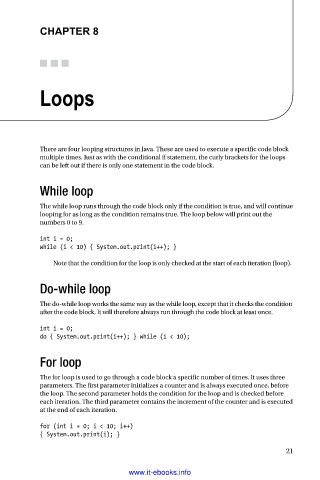 CHAPTER 8
Loops
There are four looping structures in Java. These are used to execute a specific code block
multiple times. Just as with the conditional if statement, the curly brackets for the loops
can be left out if there is only one statement in the code block.
While loop
The while loop runs through the code block only if the condition is true, and will continue
looping for as long as the condition remains true. The loop below will print out the
numbers 0 to 9.
int i = 0;
while (i < 10) { System.out.print(i++); }
Note that the condition for the loop is only checked at the start of each iteration (loop).
Do-while loop
The do-while loop works the same way as the while loop, except that it checks the condition
after the code block. It will therefore always run through the code block at least once.
int i = 0;
do { System.out.print(i++); } while (i < 10);
For loop
The for loop is used to go through a code block a specific number of times. It uses three
parameters. The first parameter initializes a counter and is always executed once, before
the loop. The second parameter holds the condition for the loop and is checked before
each iteration. The third parameter contains the increment of the counter and is executed
at the end of each iteration.
for (int i = 0; i < 10; i++)
{ System.out.print(i); }
21
www.it-ebooks.info